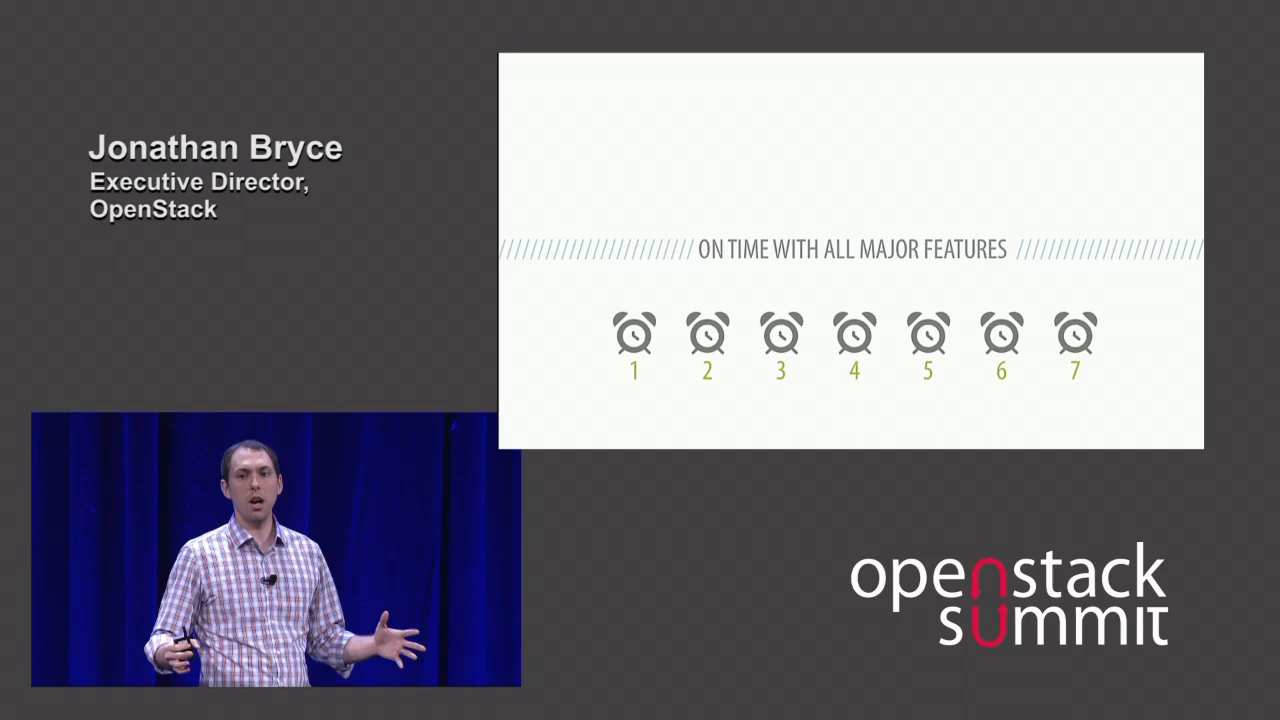 Jonathan Bryce
Executive Director,
OpenStack
ON TIME WITH ALL MAJOR FEATURES
1 2 3 4 5 6 7
openstack
summit